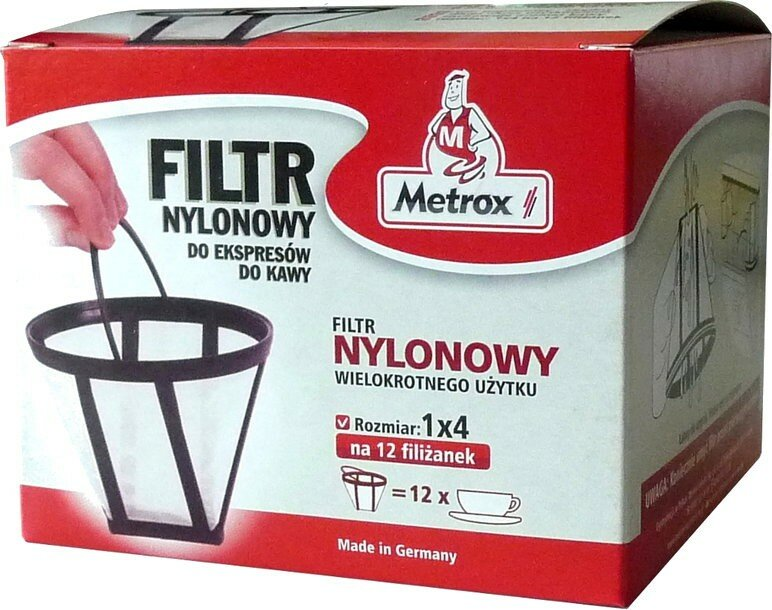 FILTR
NYLONOWY
DO EKSPRESÓW
DO KAWY
M
Metrox
FILTR
NYLONOWY
WIELOKROTNEGO UŻYTKU
Rozmiar: 1x4
na 12 filiżanek
= 12 x
Made in Germany
UWAGA: